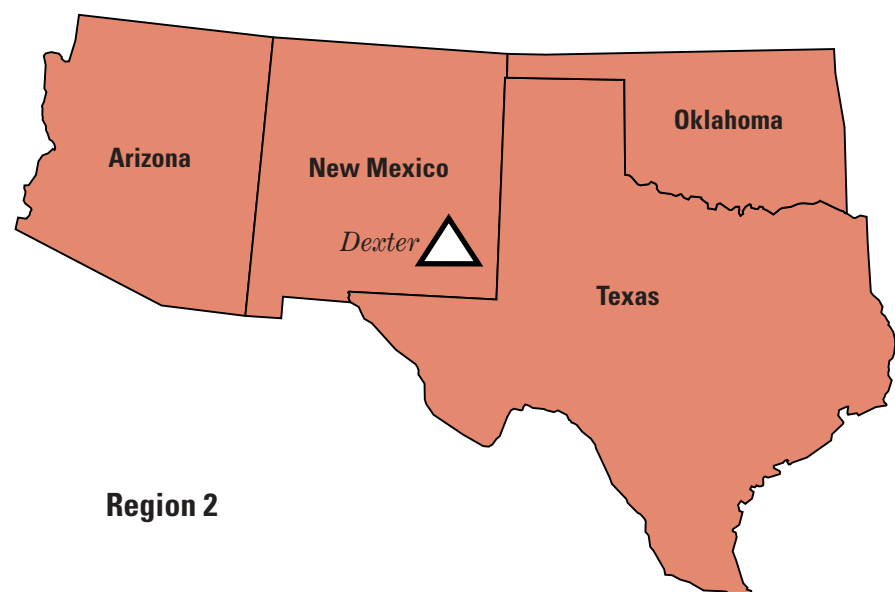 Oklahoma
Arizona
New Mexico
Dexter
Texas
Region 2